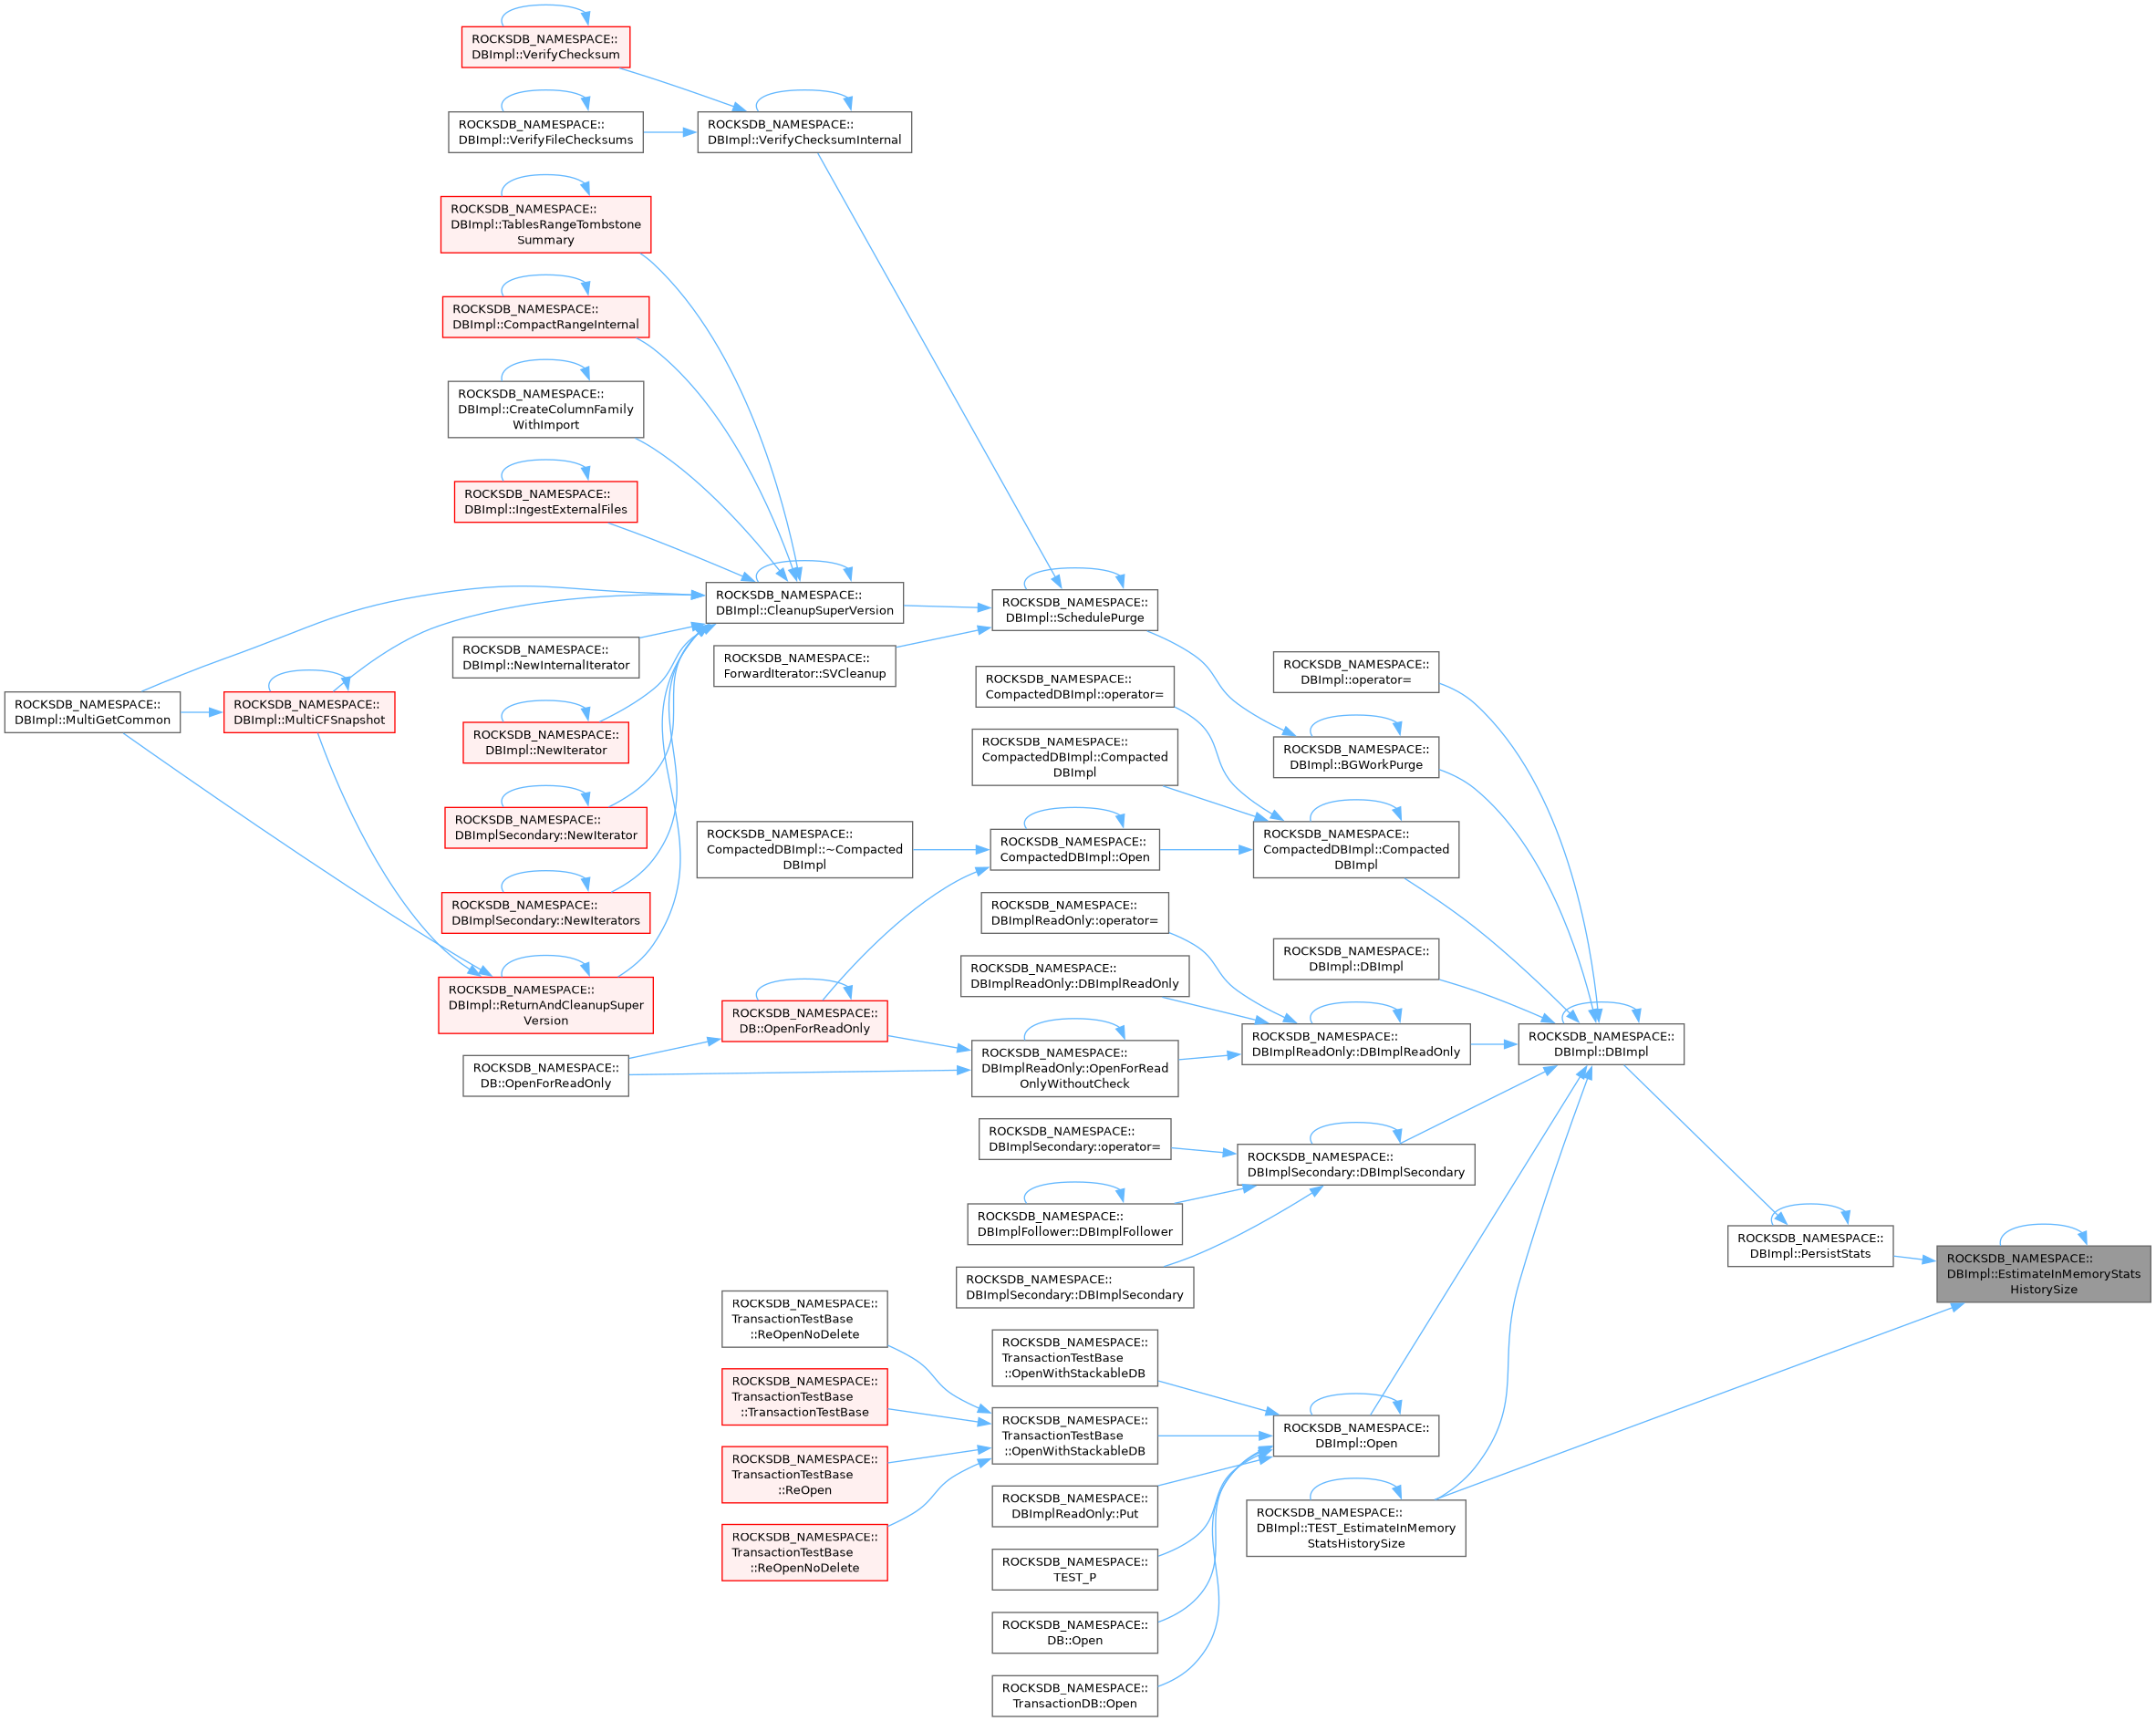 ROCKSDB_NAMESPACE::
DBImpl::VerifyChecksum
ROCKSDB_NAMESPACE::
DBImpl::VerifyFileChecksums
ROCKSDB_NAMESPACE::
DBImpl::VerifyChecksumInternal
ROCKSDB_NAMESPACE::
DBImpl::TablesRangeTombstone
Summary
ROCKSDB_NAMESPACE::
DBImpl::CompactRangeInternal
ROCKSDB_NAMESPACE::
DBImpl::CreateColumnFamily
WithImport
ROCKSDB_NAMESPACE::
DBImpl::IngestExternalFiles
ROCKSDB_NAMESPACE::
DBImpl::CleanupSuperVersion
ROCKSDB_NAMESPACE::
DBImpl::SchedulePurge
ROCKSDB_NAMESPACE::
DBImpl::NewInternalIterator
ROCKSDB_NAMESPACE::
ForwardIterator::SVCleanup
ROCKSDB_NAMESPACE::
CompactedDBImpl::operator=
ROCKSDB_NAMESPACE::
DBImpl::operator=
ROCKSDB_NAMESPACE::
DBImpl::MultiGetCommon
ROCKSDB_NAMESPACE::
DBImpl::MultiCFSnapshot
ROCKSDB_NAMESPACE::
DBImpl::NewIterator
ROCKSDB_NAMESPACE::
CompactedDBImpl::Compacted
DBImpl
ROCKSDB_NAMESPACE::
DBImpl::BGWorkPurge
ROCKSDB_NAMESPACE::
DBImplSecondary::NewIterator
ROCKSDB_NAMESPACE::
CompactedDBImpl::~Compacted
DBImpl
ROCKSDB_NAMESPACE::
CompactedDBImpl::Open
ROCKSDB_NAMESPACE::
CompactedDBImpl::Compacted
DBImpl
ROCKSDB_NAMESPACE::
DBImplSecondary::NewIterators
ROCKSDB_NAMESPACE::
DBImplReadOnly::operator=
ROCKSDB_NAMESPACE::
DBImpl::DBImpl
ROCKSDB_NAMESPACE::
DBImpl::ReturnAndCleanupSuper
Version
ROCKSDB_NAMESPACE::
DBImplReadOnly::DBImplReadOnly
ROCKSDB_NAMESPACE::
DB::OpenForReadOnly
ROCKSDB_NAMESPACE::
DBImplReadOnly::DBImplReadOnly
ROCKSDB_NAMESPACE::
DBImpl::DBImpl
ROCKSDB_NAMESPACE::
DB::OpenForReadOnly
ROCKSDB_NAMESPACE::
DBImplReadOnly::OpenForRead
OnlyWithoutCheck
ROCKSDB_NAMESPACE::
DBImplSecondary::operator=
ROCKSDB_NAMESPACE::
DBImplSecondary::DBImplSecondary
ROCKSDB_NAMESPACE::
DBImplFollower::DBImplFollower
ROCKSDB_NAMESPACE::
DBImpl::PersistStats
ROCKSDB_NAMESPACE::
DBImpl::EstimateInMemoryStats
HistorySize
ROCKSDB_NAMESPACE::
DBImplSecondary::DBImplSecondary
ROCKSDB_NAMESPACE::
TransactionTestBase
::ReOpenNoDelete
ROCKSDB_NAMESPACE::
TransactionTestBase
::OpenWithStackableDB
ROCKSDB_NAMESPACE::
TransactionTestBase
::TransactionTestBase
ROCKSDB_NAMESPACE::
TransactionTestBase
::OpenWithStackableDB
ROCKSDB_NAMESPACE::
DBImpl::Open
ROCKSDB_NAMESPACE::
TransactionTestBase
::ReOpen
ROCKSDB_NAMESPACE::
DBImplReadOnly::Put
ROCKSDB_NAMESPACE::
DBImpl::TEST_EstimateInMemory
StatsHistorySize
ROCKSDB_NAMESPACE::
TransactionTestBase
::ReOpenNoDelete
ROCKSDB_NAMESPACE::
TEST_P
ROCKSDB_NAMESPACE::
DB::Open
ROCKSDB_NAMESPACE::
TransactionDB::Open